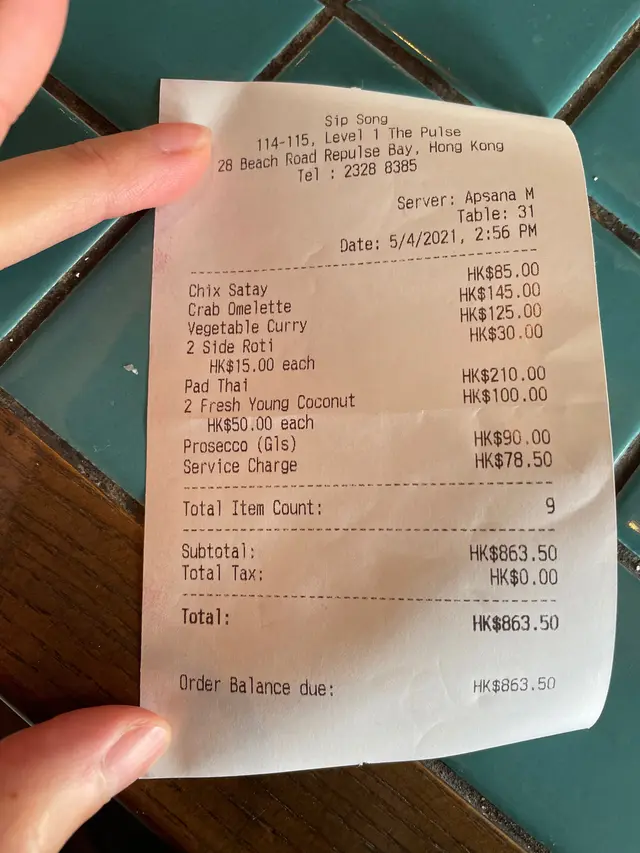 Sip Song
114-115, Level 1 The Pulse
28 Beach Road Repulse Bay, Hong Kong
Tel : 2328 8385
Server: Apsana M
Table: 31
Date: 5/4/2021, 2:56 PM
Chix Satay HK$85.00
Crab Omelette HK$145.00
Vegetable Curry HK$125.00
2 Side Roti HK$30.00
HK$15.00 each
Pad Thai HK$210.00
2 Fresh Young Coconut HK$100.00
HK$50.00 each
Prosecco (Gls) HK$90.00
Service Charge HK$78.50
Total Item Count: 9
Subtotal: HK$863.50
Total Tax: HK$0.00
Total: HK$863.50
Order Balance due: HK$863.50